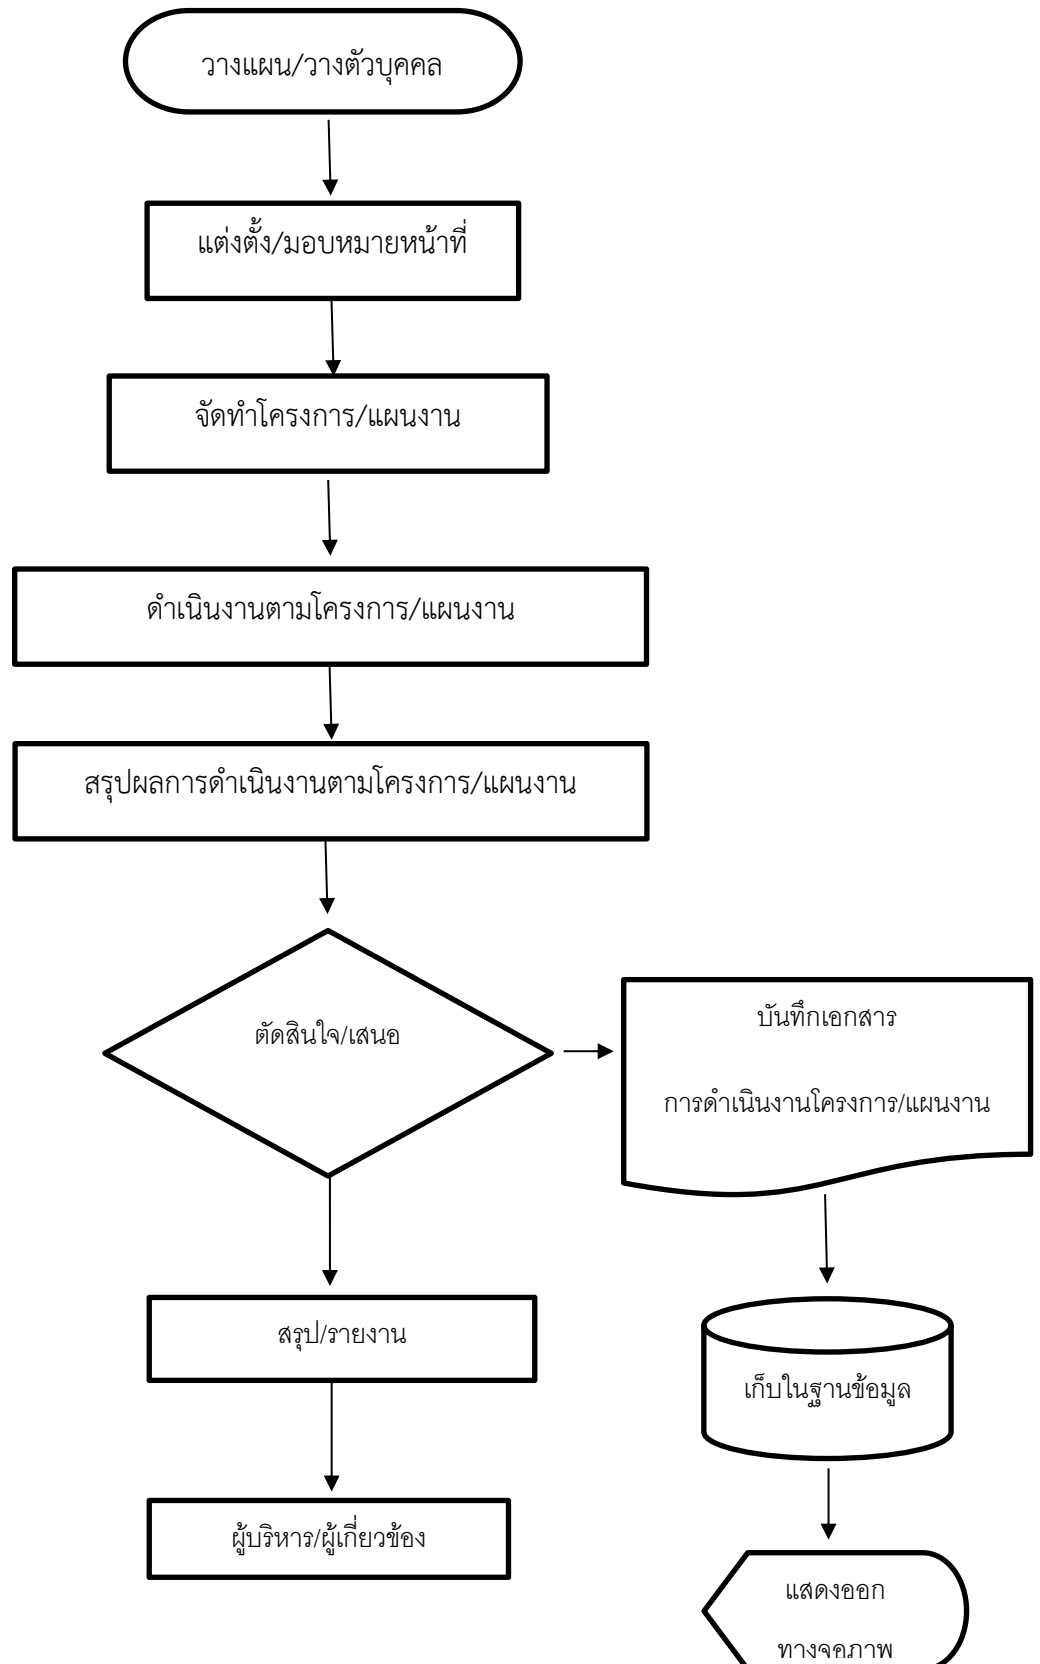 วางแผน/วางตัวบุคคล
แต่งตั้ง/มอบหมายหน้าที่
จัดทำโครงการ/แผนงาน
ดำเนินงานตามโครงการ/แผนงาน
สรุปผลการดำเนินงานตามโครงการ/แผนงาน
ตัดสินใจ/เสนอ
บันทึกเอกสาร
การดำเนินงานโครงการ/แผนงาน
สรุป/รายงาน
เก็บในฐานข้อมูล
ผู้บริหาร/ผู้เกี่ยวข้อง
แสดงออก
ทางจอภาพ